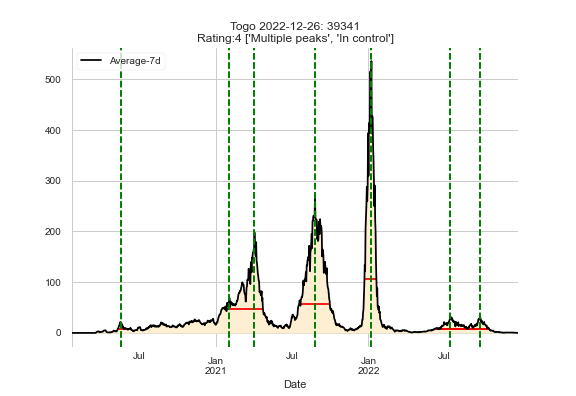 Togo 2022-12-26: 39341
Rating:4 ['Multiple peaks', 'In control']
Average-7d
500
400
300
200
100
0
Jul
Jan
2021
Jul
Jan
2022
Jul
Date